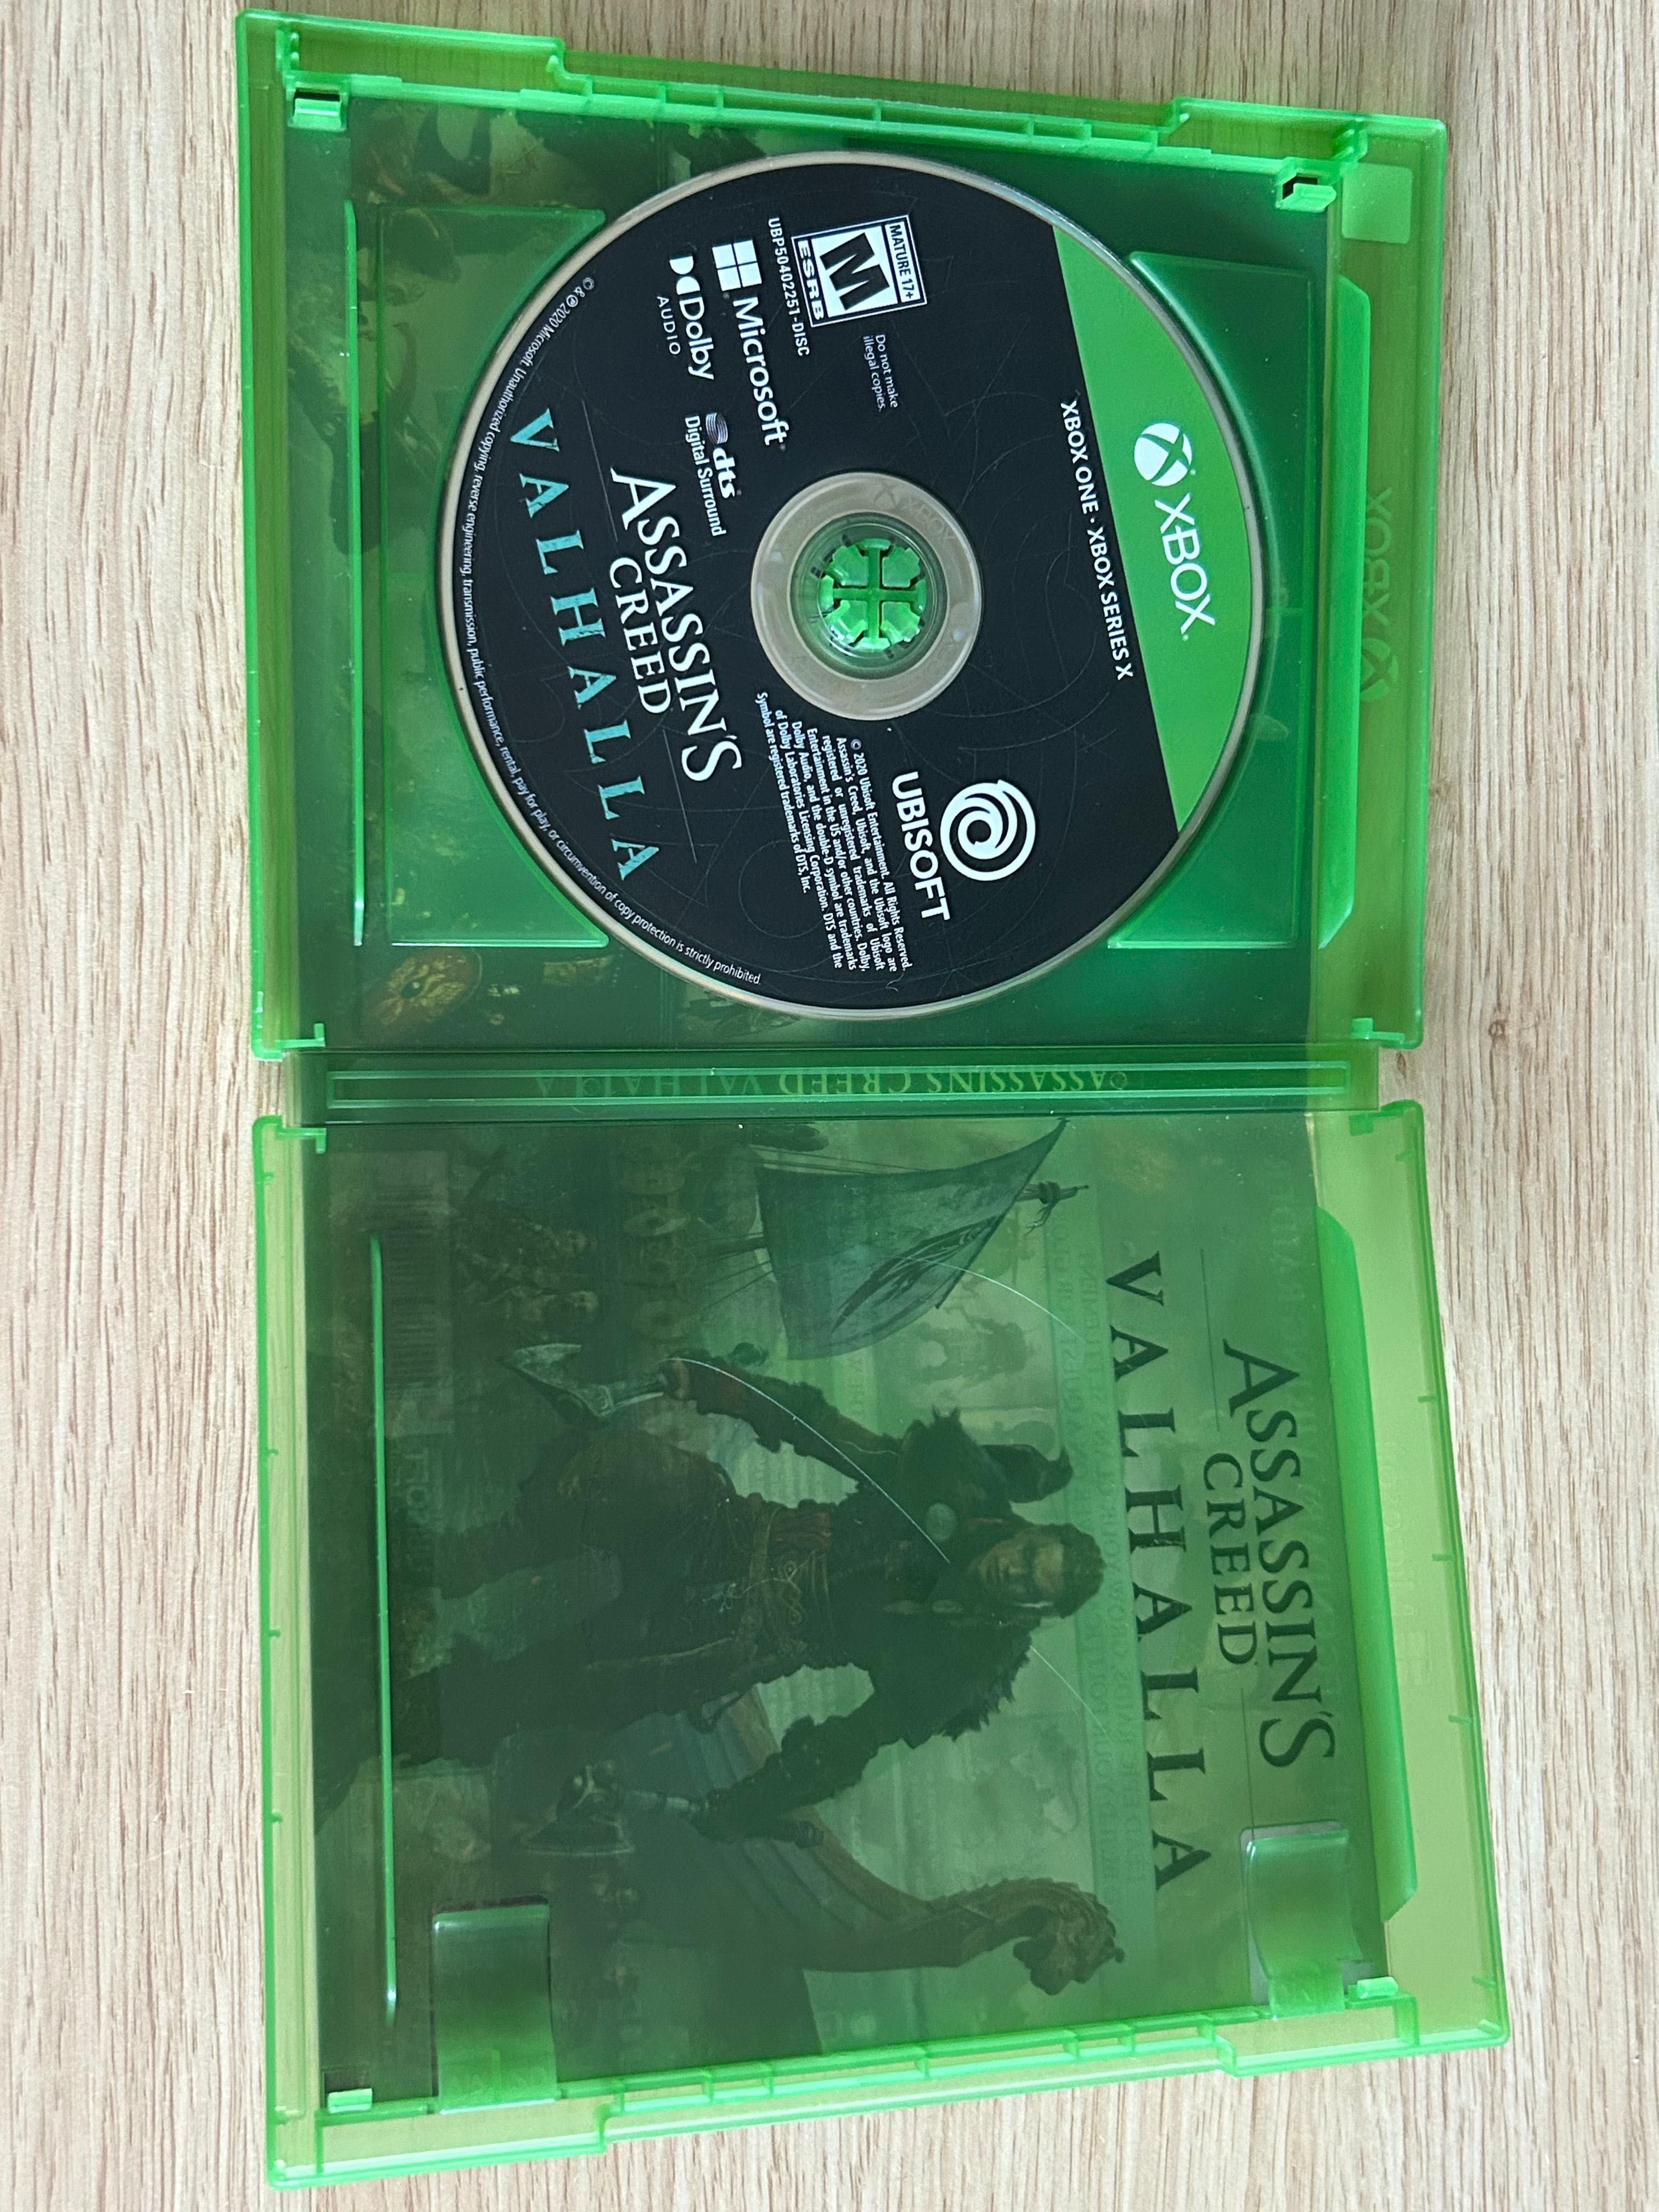 XBOX
XBOX ONE · XBOX SERIES X
MATURE 17+
M
ESRB
UBP50402251-DISC
Do not make
illegal copies.
Microsoft
Dolby
AUDIO
dts
Digital Surround
UBISOFT
© 2020 Ubisoft Entertainment. All Rights Reserved.
Assassin's Creed, Ubisoft, and the Ubisoft logo are
registered or unregistered trademarks of Ubisoft
Entertainment in the US and/or other countries. Dolby,
Dolby Audio, and the double-D symbol are trademarks
of Dolby Laboratories Licensing Corporation. DTS and the
Symbol are registered trademarks of DTS, Inc.
ASSASSIN'S
CREED
VALHALLA
© & ℗ 2020 Microsoft. Unauthorized copying, reverse engineering, transmission, public performance, rental, pay for play, or circumvention of copy protection is strictly prohibited.
XBOX
ASSASSIN'S CREED VALHALLA
ASSASSIN'S
CREED
VALHALLA